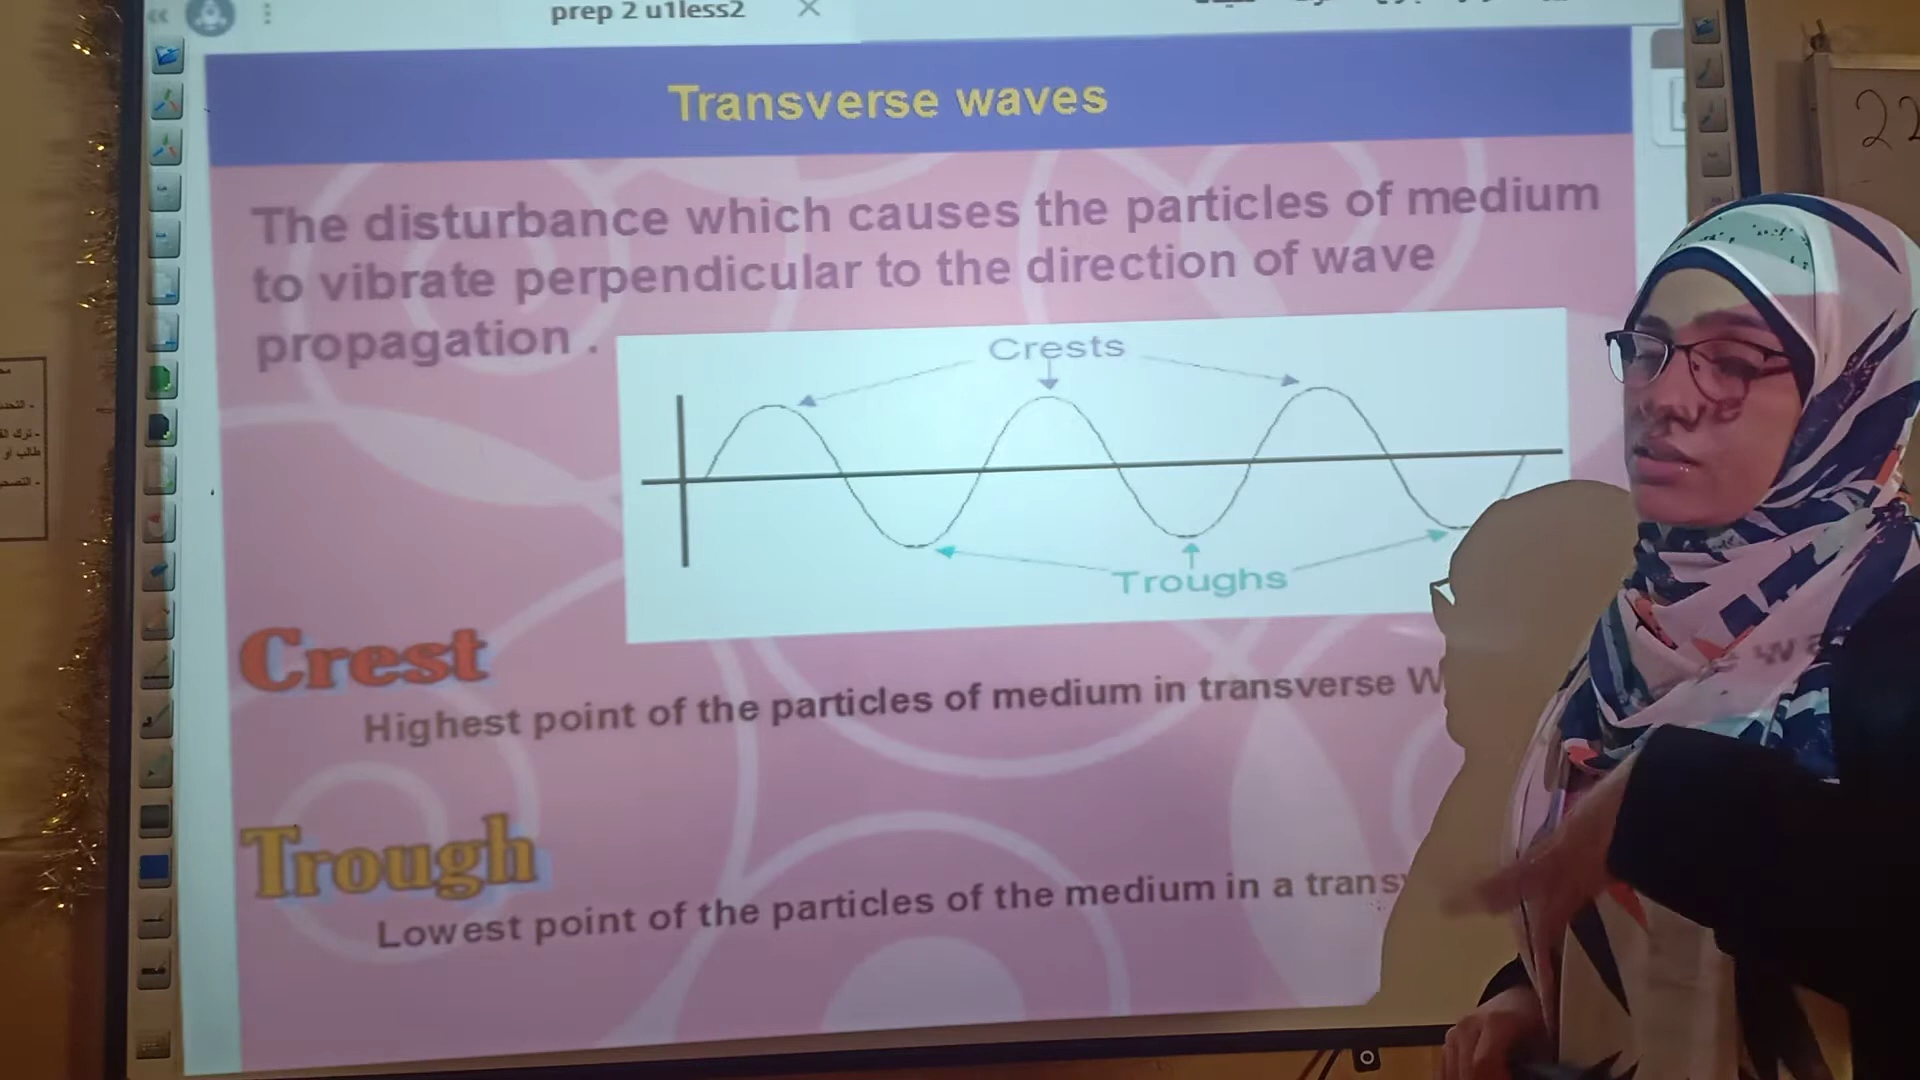 prep 2 u1less2
22
Transverse waves
The disturbance which causes the particles of medium
to vibrate perpendicular to the direction of wave
propagation .
Crests
Troughs
Crest
Highest point of the particles of medium in transverse W
Trough
Lowest point of the particles of the medium in a trans